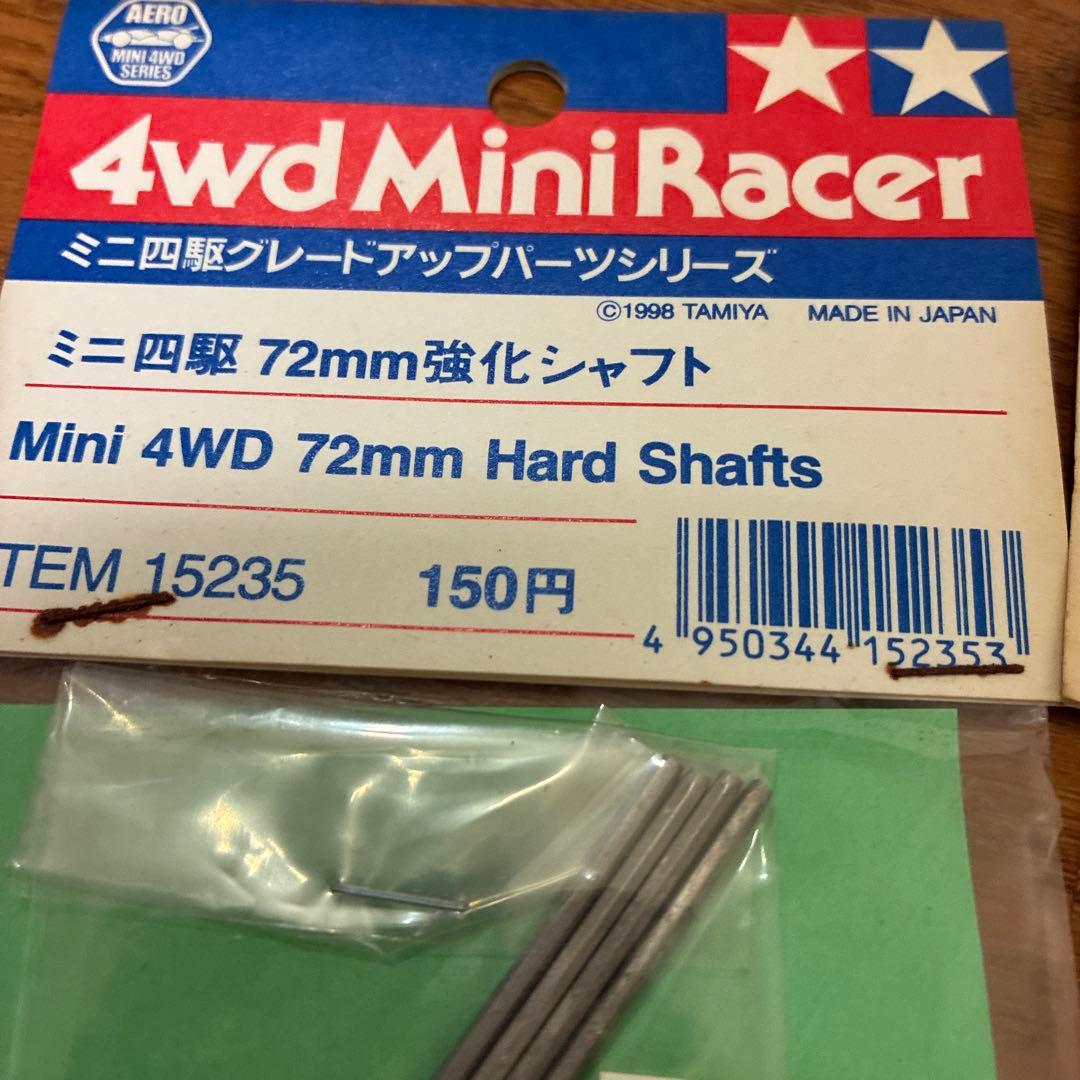 AERO
MINI 4WD
SERIES
4wd Mini Racer
ミニ四駆グレードアップパーツシリーズ
©1998 TAMIYA MADE IN JAPAN
ミニ四駆 72mm強化シャフト
Mini 4WD 72mm Hard Shafts
TEM 15235 150円
4 950344 152353